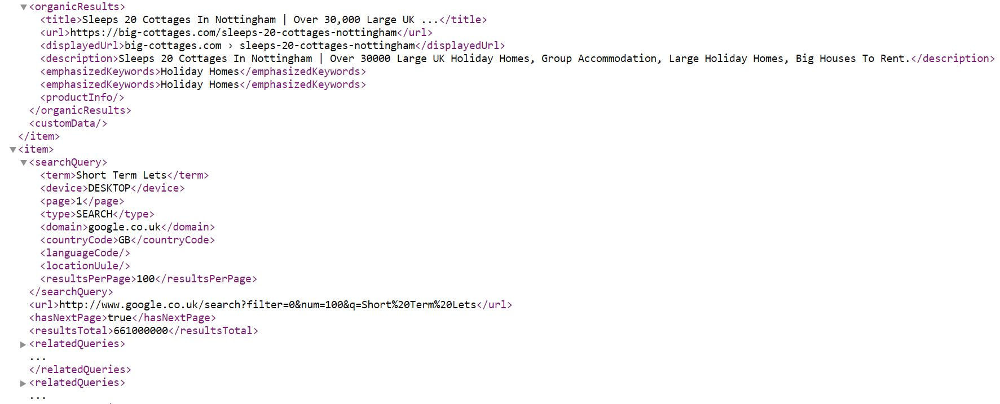 ▼<organicResults>
<title>Sleeps 20 Cottages In Nottingham | Over 30,000 Large UK ...</title>
<url>https://big-cottages.com/sleeps-20-cottages-nottingham</url>
<displayedUrl>big-cottages.com › sleeps-20-cottages-nottingham</displayedUrl>
<description>Sleeps 20 Cottages In Nottingham | Over 30000 Large UK Holiday Homes, Group Accommodation, Large Holiday Homes, Big Houses To Rent.</description>
<emphasizedKeywords>Holiday Homes</emphasizedKeywords>
<emphasizedKeywords>Holiday Homes</emphasizedKeywords>
<productInfo/>
</organicResults>
<customData/>
</item>
▼<item>
▼<searchQuery>
<term>Short Term Lets</term>
<device>DESKTOP</device>
<page>1</page>
<type>SEARCH</type>
<domain>google.co.uk</domain>
<countryCode>GB</countryCode>
<languageCode/>
<locationUule/>
<resultsPerPage>100</resultsPerPage>
</searchQuery>
<url>http://www.google.co.uk/search?filter=0&num=100&q=Short%20Term%20Lets</url>
<hasNextPage>true</hasNextPage>
<resultsTotal>661000000</resultsTotal>
▶<relatedQueries>
...
</relatedQueries>
▶<relatedQueries>
...